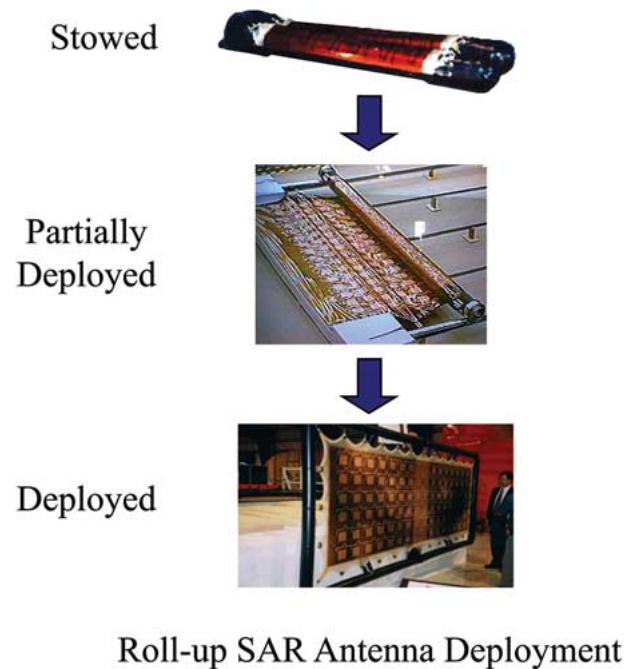 Stowed
Partially
Deployed
Deployed
Roll-up SAR Antenna Deployment